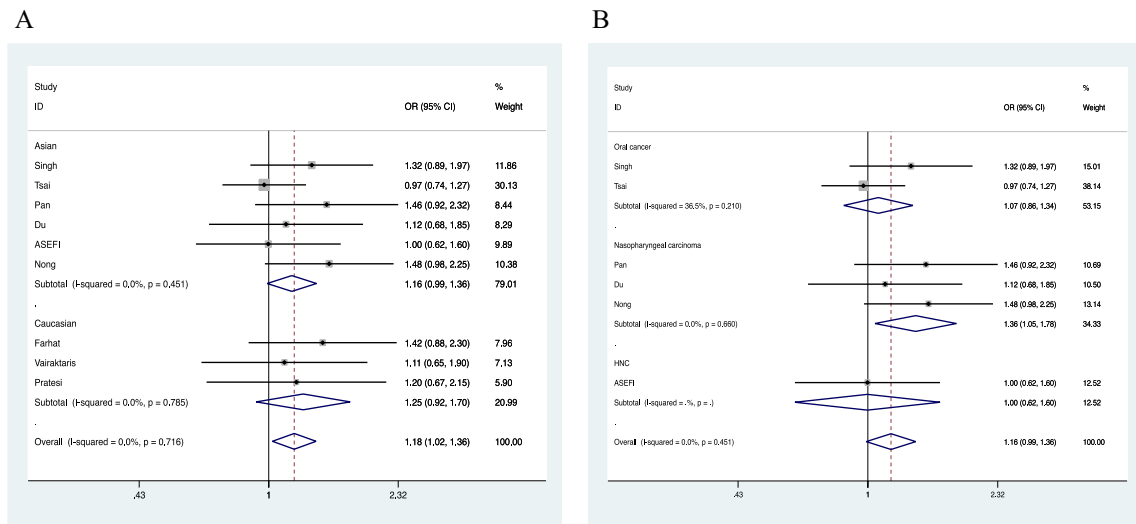 A
Study %
ID OR (95% CI) Weight
Asian
Singh 1.32 (0.89, 1.97) 11.86
Tsai 0.97 (0.74, 1.27) 30.13
Pan 1.46 (0.92, 2.32) 8.44
Du 1.12 (0.68, 1.85) 8.29
ASEFI 1.00 (0.62, 1.60) 9.89
Nong 1.48 (0.98, 2.25) 10.38
Subtotal (I-squared = 0.0%, p = 0.451) 1.16 (0.99, 1.36) 79.01
.
Caucasian
Farhat 1.42 (0.88, 2.30) 7.96
Vairaktaris 1.11 (0.65, 1.90) 7.13
Pratesi 1.20 (0.67, 2.15) 5.90
Subtotal (I-squared = 0.0%, p = 0.785) 1.25 (0.92, 1.70) 20.99
.
Overall (I-squared = 0.0%, p = 0.716) 1.18 (1.02, 1.36) 100.00
.43 1 2.32
B
Study %
ID OR (95% CI) Weight
Oral cancer
Singh 1.32 (0.89, 1.97) 15.01
Tsai 0.97 (0.74, 1.27) 38.14
Subtotal (I-squared = 36.5%, p = 0.210) 1.07 (0.86, 1.34) 53.15
.
Nasopharyngeal carcinoma
Pan 1.46 (0.92, 2.32) 10.69
Du 1.12 (0.68, 1.85) 10.50
Nong 1.48 (0.98, 2.25) 13.14
Subtotal (I-squared = 0.0%, p = 0.660) 1.36 (1.05, 1.78) 34.33
.
HNC
ASEFI 1.00 (0.62, 1.60) 12.52
Subtotal (I-squared = .%, p = .) 1.00 (0.62, 1.60) 12.52
.
Overall (I-squared = 0.0%, p = 0.451) 1.16 (0.99, 1.36) 100.00
.43 1 2.32